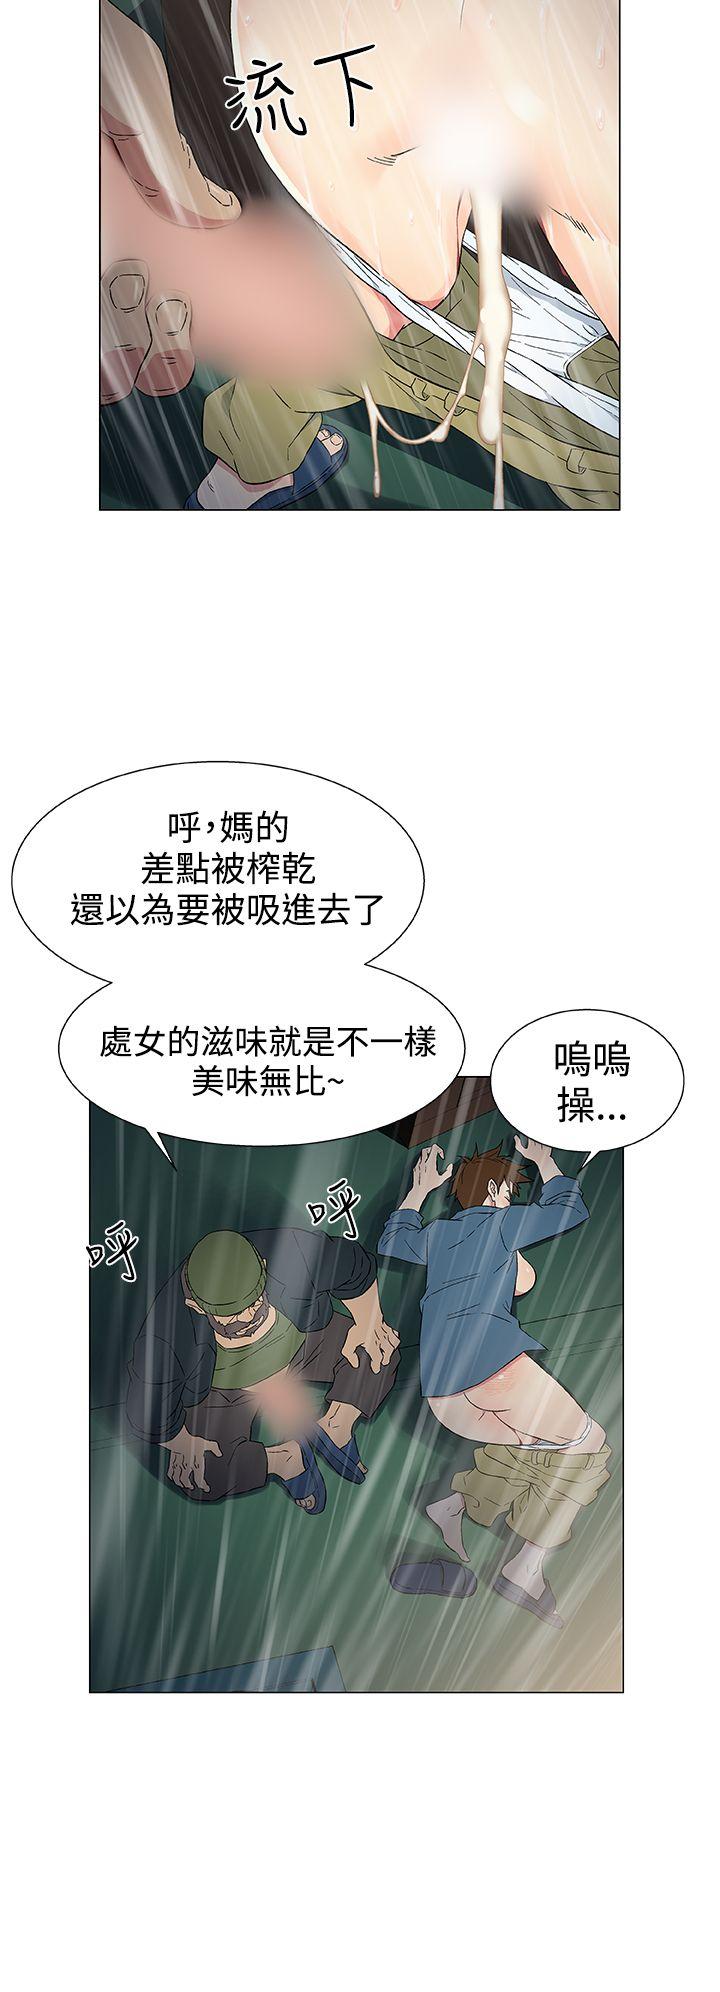 流下
呼,媽的
差點被榨乾
還以為要被吸進去了
處女的滋味就是不一樣
美味無比~
嗚嗚
操...
呼
呼